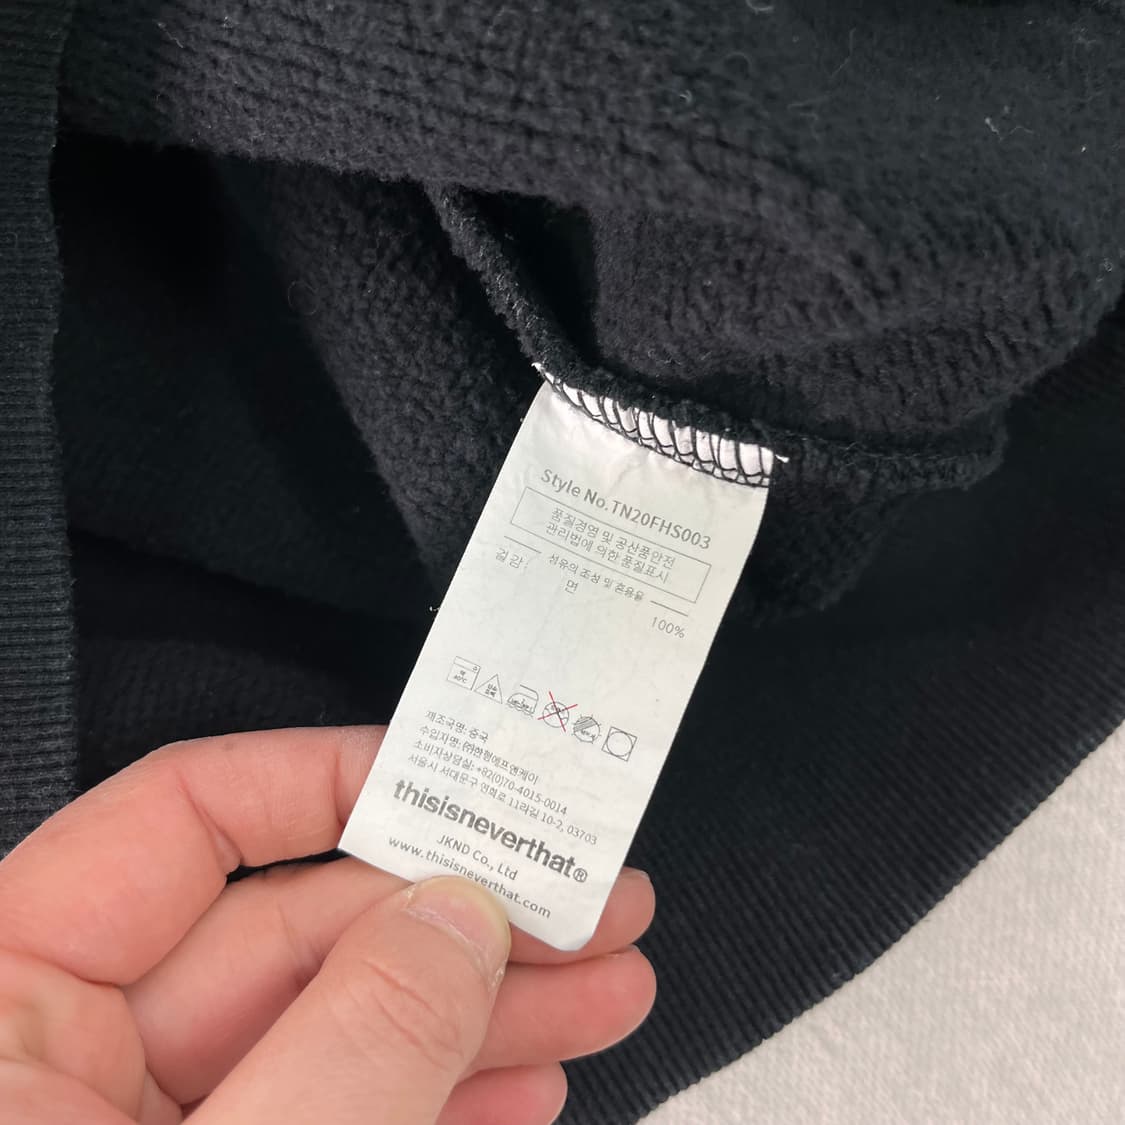 Style No.TN20FHS003
품질경영 및 공산품안전
관리법에 의한 품질표시
섬유의 조성 및 혼용율
겉감 : 면 100%
제조국명: 중국
수입자명: ㈜한형에프엔케이
소비자상담실: +82(0)70-4015-0014
서울시 서대문구 연희로 11라길 10-2, 03703
thisisneverthat®
JKND Co., Ltd
www.thisisneverthat.com